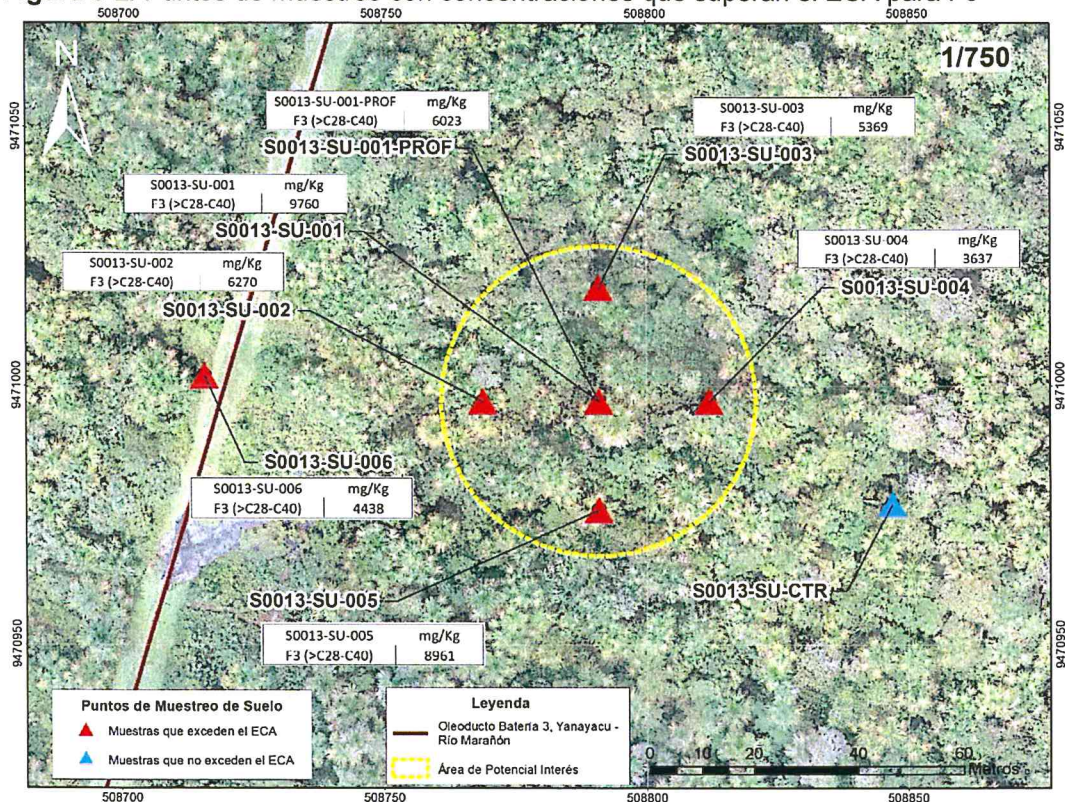 508700 508750 508800 508850
N
1/750
9471050
9471050
S0013-SU-001-PROF mg/Kg
F3 (>C28-C40) 6023
S0013-SU-001-PROF
S0013-SU-003 mg/Kg
F3 (>C28-C40) 5369
S0013-SU-003
S0013-SU-001 mg/Kg
F3 (>C28-C40) 9760
S0013-SU-001
S0013-SU-004 mg/Kg
F3 (>C28-C40) 3637
S0013-SU-004
S0013-SU-002 mg/Kg
F3 (>C28-C40) 6270
S0013-SU-002
9471000
9471000
S0013-SU-006
S0013-SU-006 mg/Kg
F3 (>C28-C40) 4438
S0013-SU-CTR
S0013-SU-005
S0013-SU-005 mg/Kg
F3 (>C28-C40) 8961
9470950
9470950
Puntos de Muestreo de Suelo
Muestras que exceden el ECA
Muestras que no exceden el ECA
Leyenda
Oleoducto Batería 3, Yanayacu -
Río Marañón
Área de Potencial Interés
0 10 20 40 60
Metros
508700 508750 508800 508850